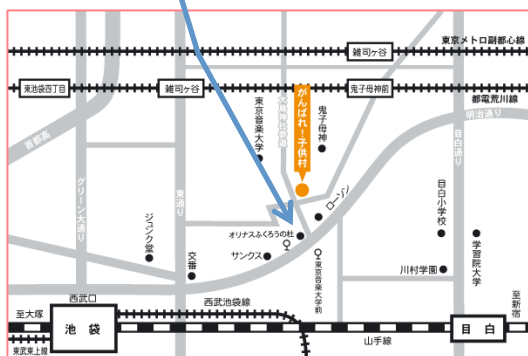 東京メトロ副都心線
雑司ヶ谷
東池袋四丁目
雑司ヶ谷
鬼子母神前
都電荒川線
明治通り
首都高
グリーン大通り
東通り
東京音楽大学
がんばれ!子供村
鬼子母神
目白通り
ローソン
オリナスふくろうの杜
サンクス
東京音楽大学前
目白小学校
学習院大学
川村学園
ジュンク堂
交番
西武口
至大塚
池袋
西武池袋線
東武東上線
山手線
目白
至新宿